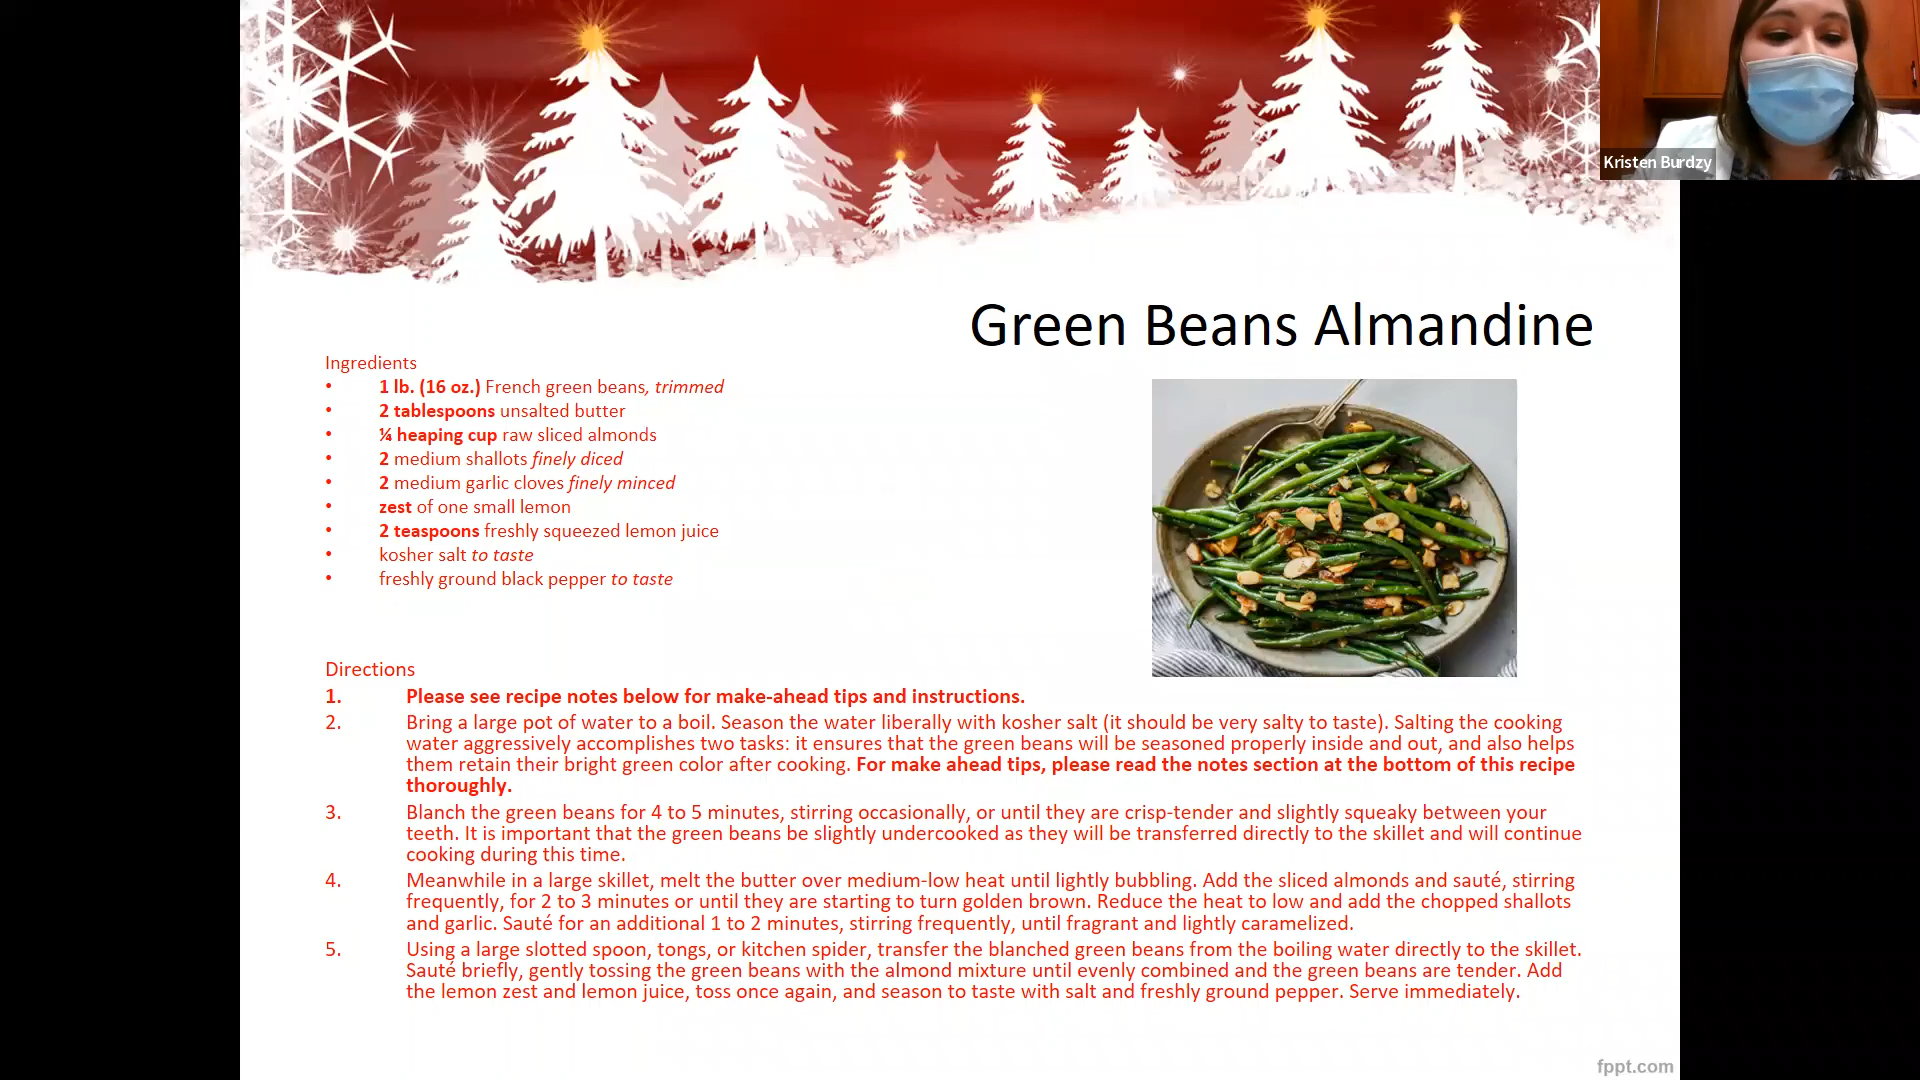 Kristen Burdzy
Green Beans Almandine
Ingredients
• 1 lb. (16 oz.) French green beans, trimmed
• 2 tablespoons unsalted butter
• ¼ heaping cup raw sliced almonds
• 2 medium shallots finely diced
• 2 medium garlic cloves finely minced
• zest of one small lemon
• 2 teaspoons freshly squeezed lemon juice
• kosher salt to taste
• freshly ground black pepper to taste
Directions
1. Please see recipe notes below for make-ahead tips and instructions.
2. Bring a large pot of water to a boil. Season the water liberally with kosher salt (it should be very salty to taste). Salting the cooking
water aggressively accomplishes two tasks: it ensures that the green beans will be seasoned properly inside and out, and also helps
them retain their bright green color after cooking. For make ahead tips, please read the notes section at the bottom of this recipe
thoroughly.
3. Blanch the green beans for 4 to 5 minutes, stirring occasionally, or until they are crisp-tender and slightly squeaky between your
teeth. It is important that the green beans be slightly undercooked as they will be transferred directly to the skillet and will continue
cooking during this time.
4. Meanwhile in a large skillet, melt the butter over medium-low heat until lightly bubbling. Add the sliced almonds and sauté, stirring
frequently, for 2 to 3 minutes or until they are starting to turn golden brown. Reduce the heat to low and add the chopped shallots
and garlic. Sauté for an additional 1 to 2 minutes, stirring frequently, until fragrant and lightly caramelized.
5. Using a large slotted spoon, tongs, or kitchen spider, transfer the blanched green beans from the boiling water directly to the skillet.
Sauté briefly, gently tossing the green beans with the almond mixture until evenly combined and the green beans are tender. Add
the lemon zest and lemon juice, toss once again, and season to taste with salt and freshly ground pepper. Serve immediately.
fppt.com